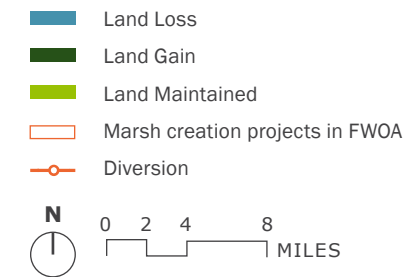 Land Loss
Land Gain
Land Maintained
Marsh creation projects in FWOA
Diversion
N
0 2 4 8
MILES